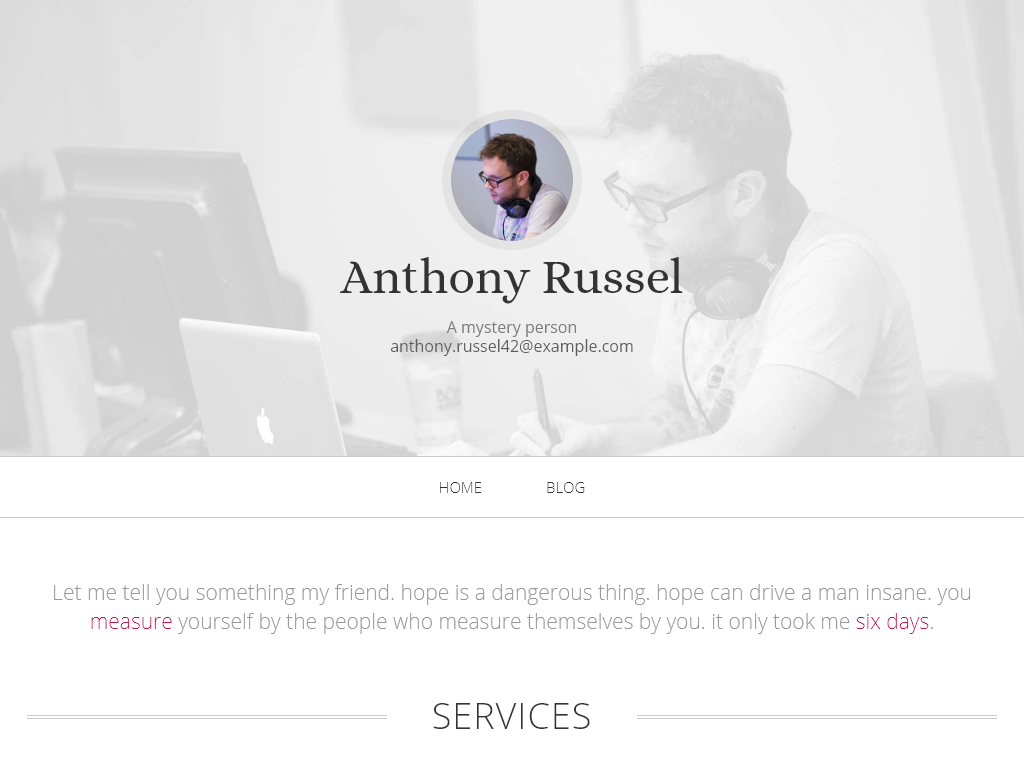 Anthony Russel
A mystery person
anthony.russel42@example.com
HOME BLOG
Let me tell you something my friend. hope is a dangerous thing. hope can drive a man insane. you
measure yourself by the people who measure themselves by you. it only took me six days.
SERVICES